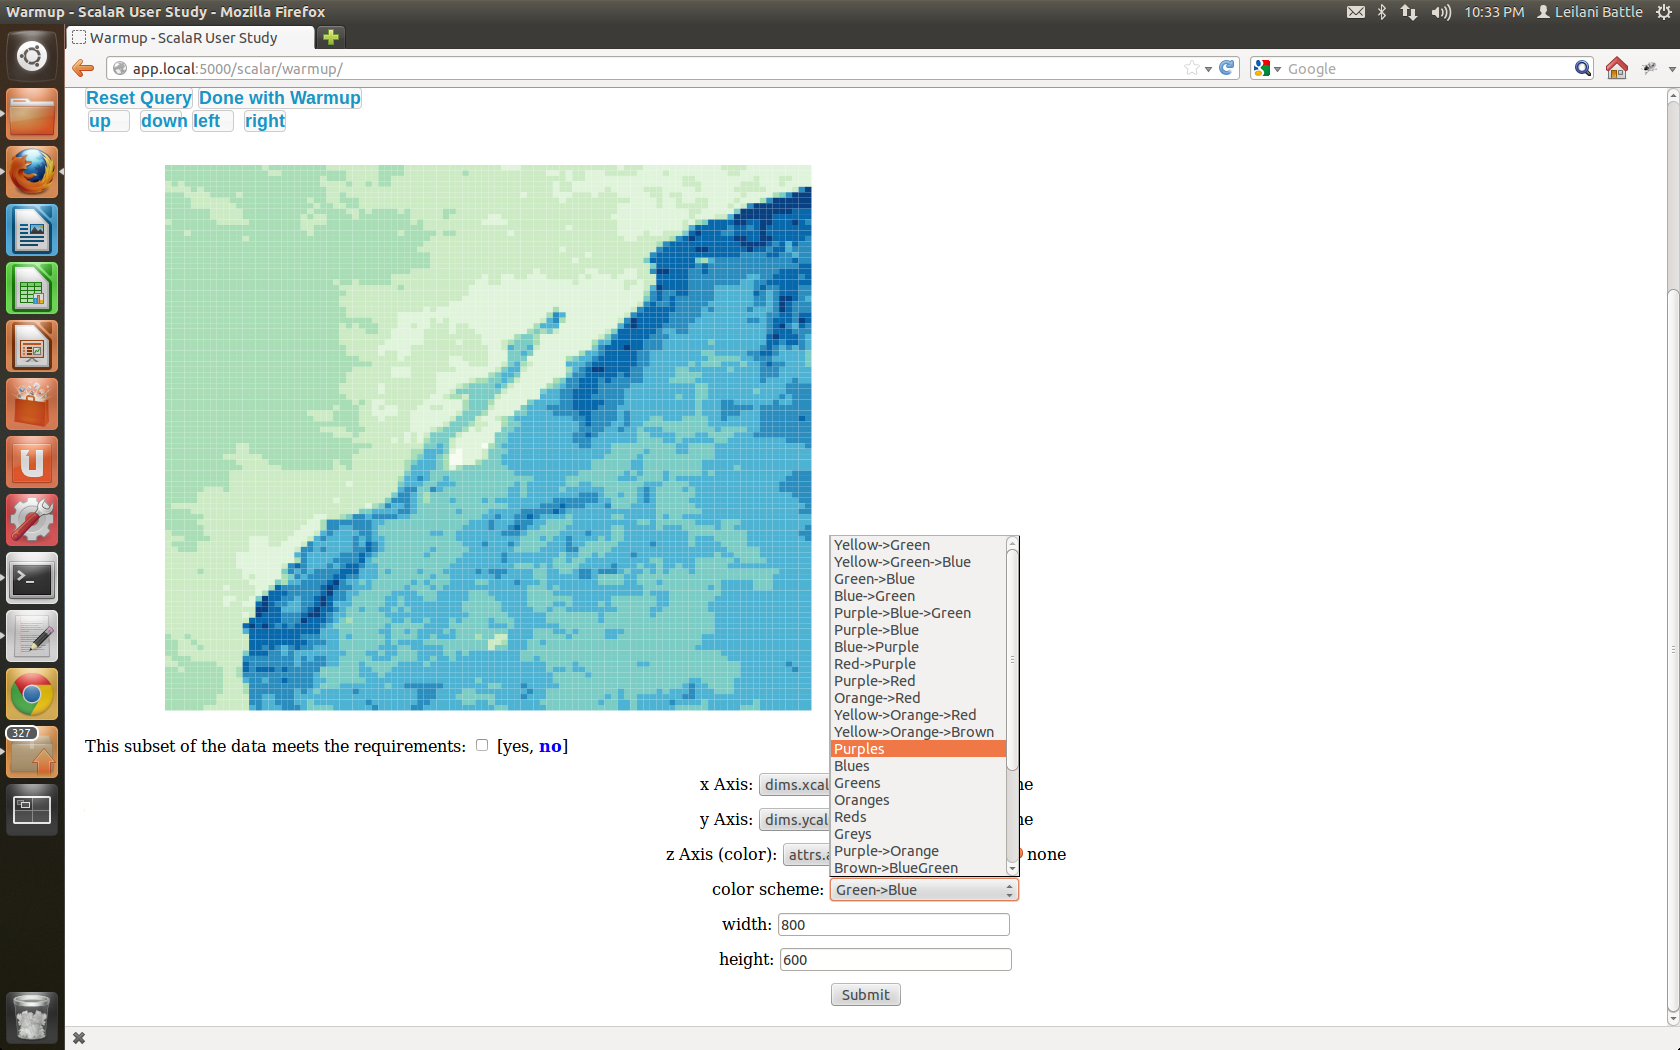 Warmup - ScalaR User Study - Mozilla Firefox
10:33 PM Leilani Battle
Warmup - ScalaR User Study
app.local:5000/scalar/warmup/
Google
Reset Query Done with Warmup
up down left right
This subset of the data meets the requirements: [yes, no]
x Axis: dims.xcal
y Axis: dims.ycal
z Axis (color): attrs.a none
Yellow->Green
Yellow->Green->Blue
Green->Blue
Blue->Green
Purple->Blue->Green
Purple->Blue
Blue->Purple
Red->Purple
Purple->Red
Orange->Red
Yellow->Orange->Red
Yellow->Orange->Brown
Purples
Blues
Greens
Oranges
Reds
Greys
Purple->Orange
Brown->BlueGreen
color scheme: Green->Blue
width: 800
height: 600
Submit
327